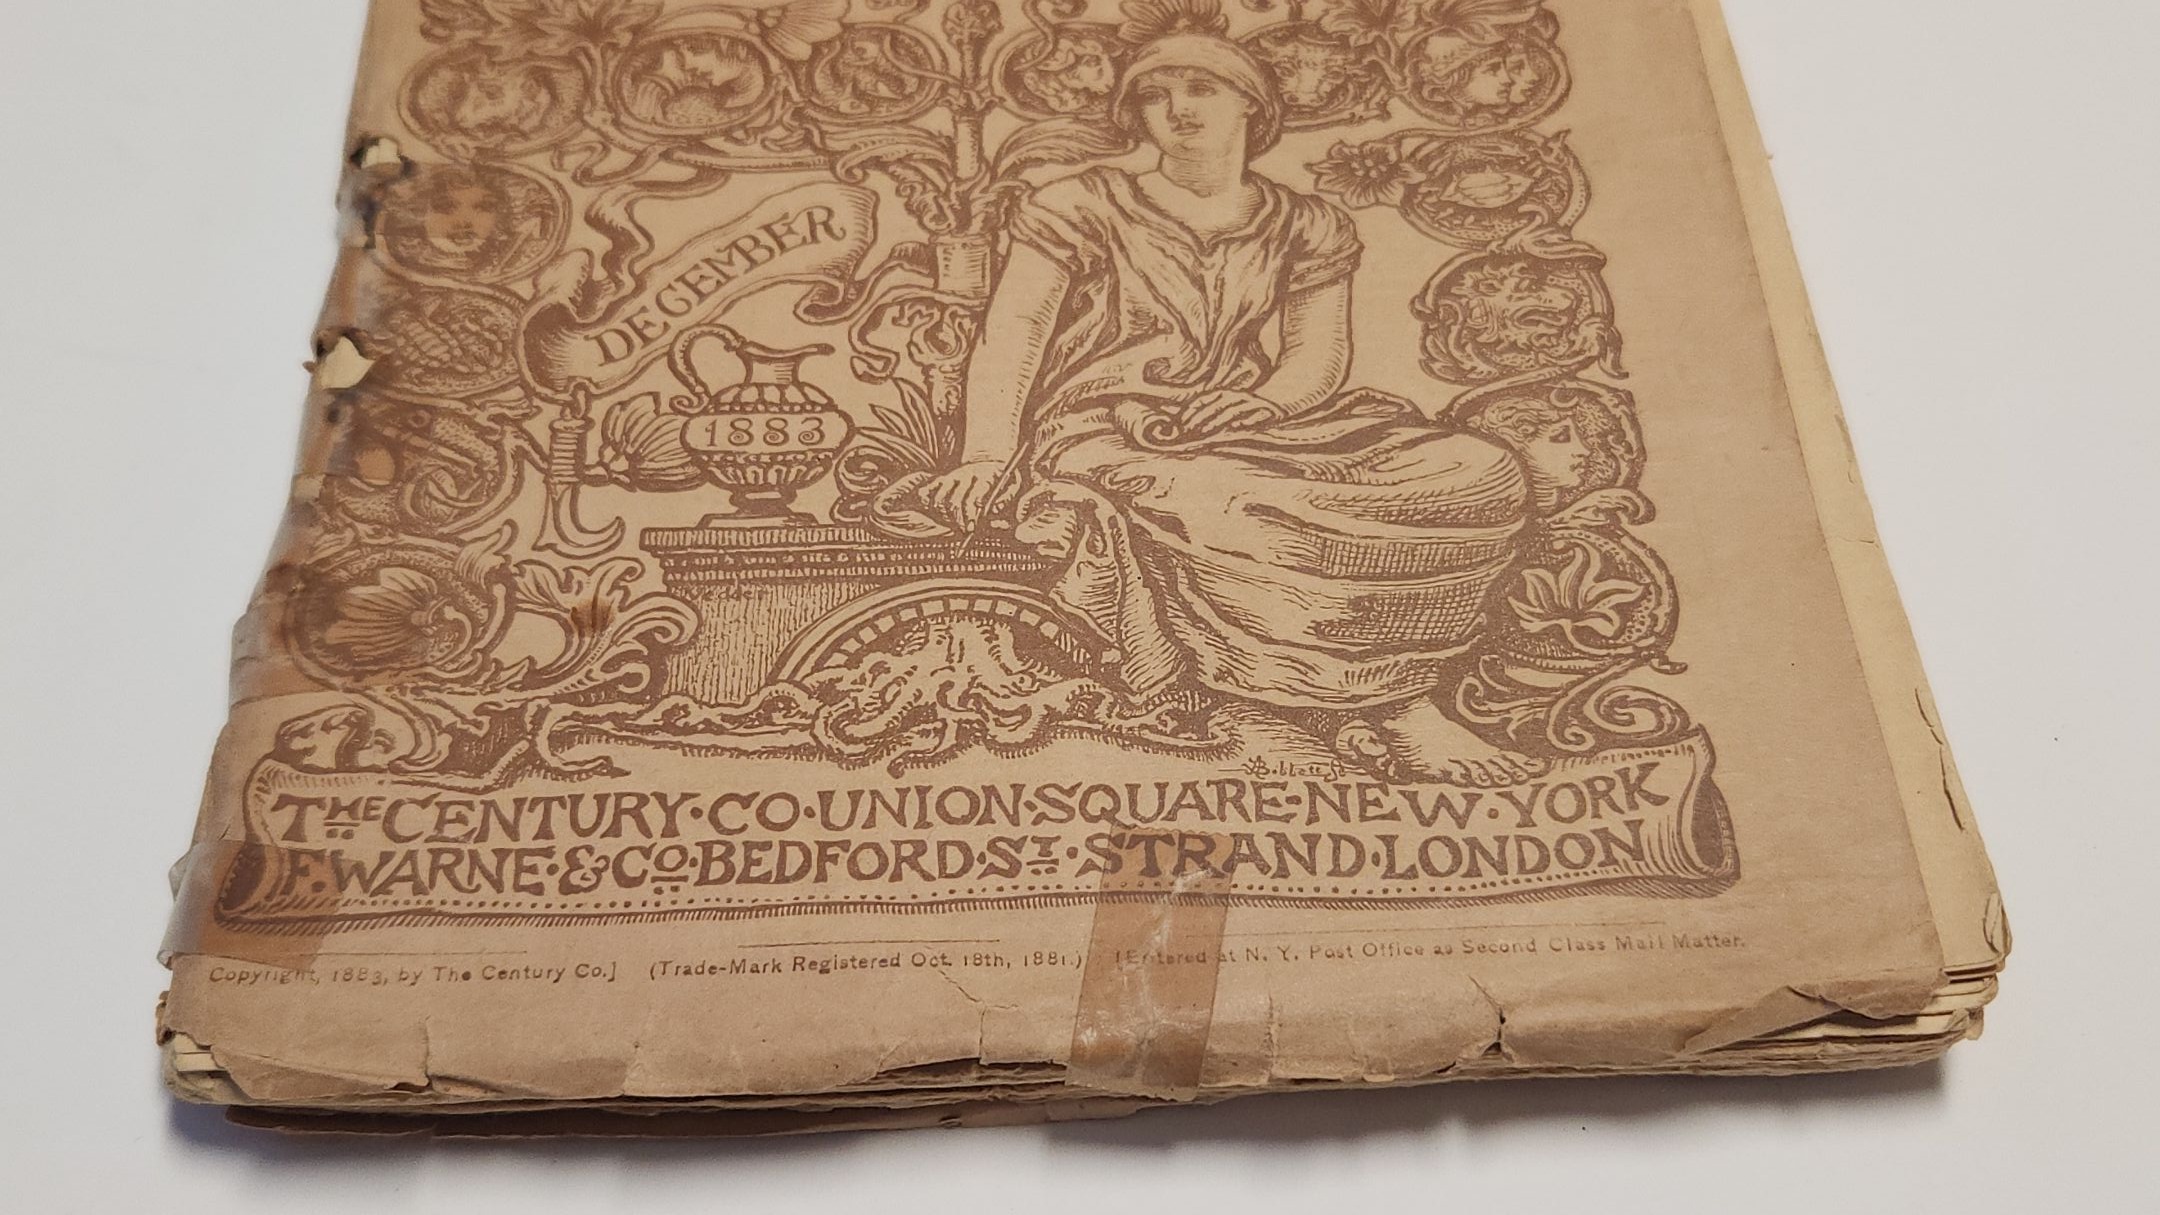 DECEMBER
1883
Vedder
THE CENTURY·CO·UNION·SQUARE·NEW·YORK
F. WARNE·&·CO·BEDFORD·ST·STRAND·LONDON
Copyright, 1883, by The Century Co.] (Trade-Mark Registered Oct. 18th, 1881.) [Entered at N. Y. Post Office as Second Class Mail Matter.